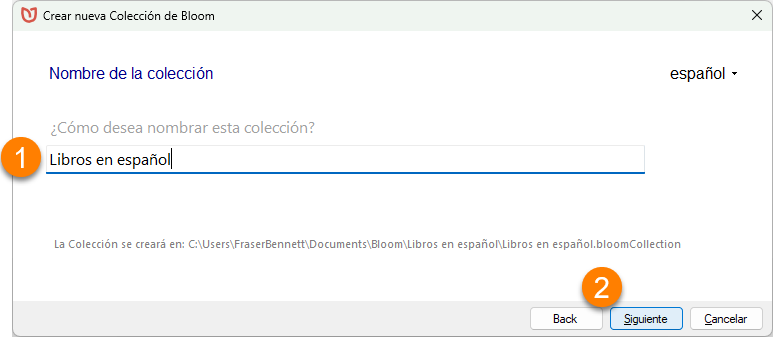 Crear nueva Colección de Bloom
Nombre de la colección
español
¿Cómo desea nombrar esta colección?
1
Libros en español
La Colección se creará en: C:\Users\FraserBennett\Documents\Bloom\Libros en español\Libros en español.bloomCollection
2
Back
Siguiente
Cancelar